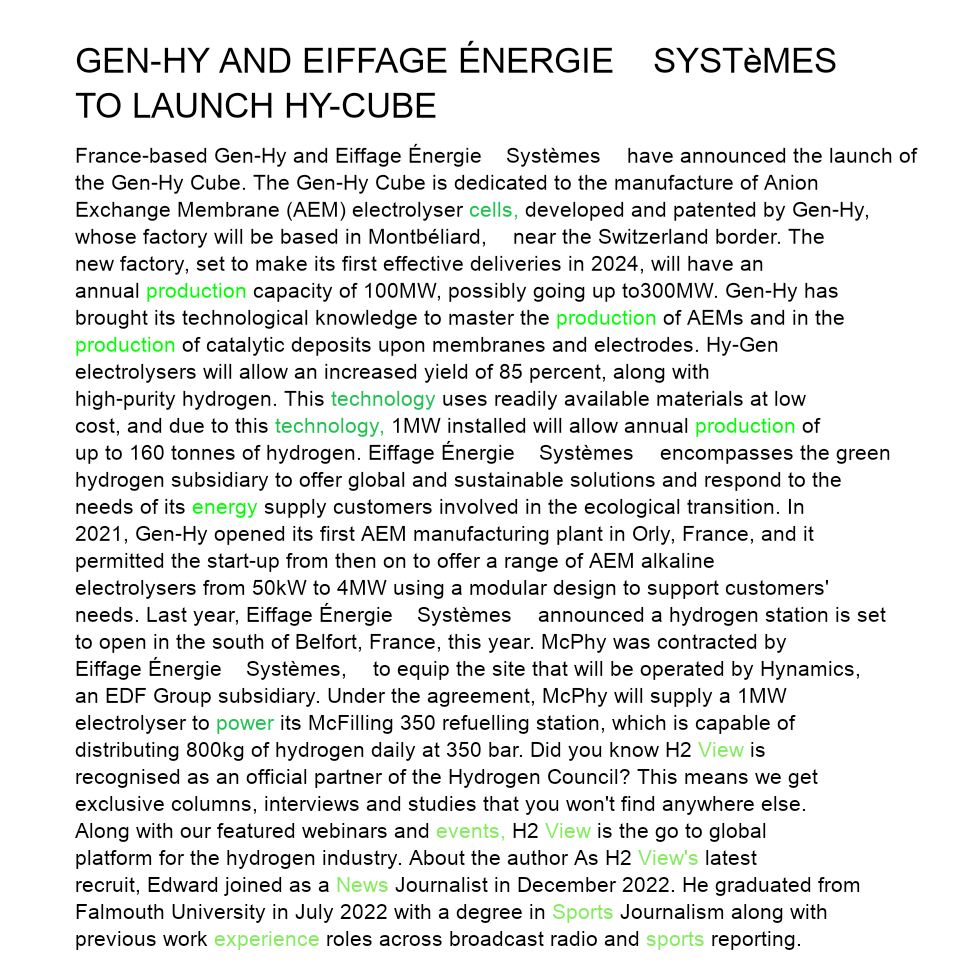 GEN-HY AND EIFFAGE ÉNERGIE SYSTèMES
TO LAUNCH HY-CUBE
France-based Gen-Hy and Eiffage Énergie Systèmes have announced the launch of
the Gen-Hy Cube. The Gen-Hy Cube is dedicated to the manufacture of Anion
Exchange Membrane (AEM) electrolyser cells, developed and patented by Gen-Hy,
whose factory will be based in Montbéliard, near the Switzerland border. The
new factory, set to make its first effective deliveries in 2024, will have an
annual production capacity of 100MW, possibly going up to300MW. Gen-Hy has
brought its technological knowledge to master the production of AEMs and in the
production of catalytic deposits upon membranes and electrodes. Hy-Gen
electrolysers will allow an increased yield of 85 percent, along with
high-purity hydrogen. This technology uses readily available materials at low
cost, and due to this technology, 1MW installed will allow annual production of
up to 160 tonnes of hydrogen. Eiffage Énergie Systèmes encompasses the green
hydrogen subsidiary to offer global and sustainable solutions and respond to the
needs of its energy supply customers involved in the ecological transition. In
2021, Gen-Hy opened its first AEM manufacturing plant in Orly, France, and it
permitted the start-up from then on to offer a range of AEM alkaline
electrolysers from 50kW to 4MW using a modular design to support customers'
needs. Last year, Eiffage Énergie Systèmes announced a hydrogen station is set
to open in the south of Belfort, France, this year. McPhy was contracted by
Eiffage Énergie Systèmes, to equip the site that will be operated by Hynamics,
an EDF Group subsidiary. Under the agreement, McPhy will supply a 1MW
electrolyser to power its McFilling 350 refuelling station, which is capable of
distributing 800kg of hydrogen daily at 350 bar. Did you know H2 View is
recognised as an official partner of the Hydrogen Council? This means we get
exclusive columns, interviews and studies that you won't find anywhere else.
Along with our featured webinars and events, H2 View is the go to global
platform for the hydrogen industry. About the author As H2 View's latest
recruit, Edward joined as a News Journalist in December 2022. He graduated from
Falmouth University in July 2022 with a degree in Sports Journalism along with
previous work experience roles across broadcast radio and sports reporting.